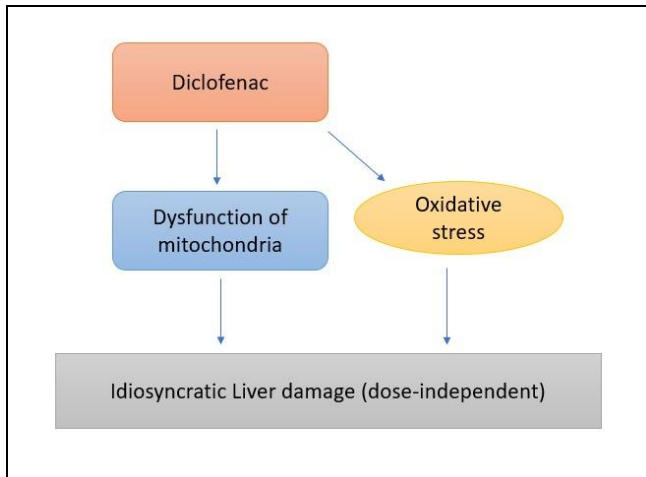 Diclofenac
Dysfunction of
mitochondria
Oxidative
stress
Idiosyncratic Liver damage (dose-independent)